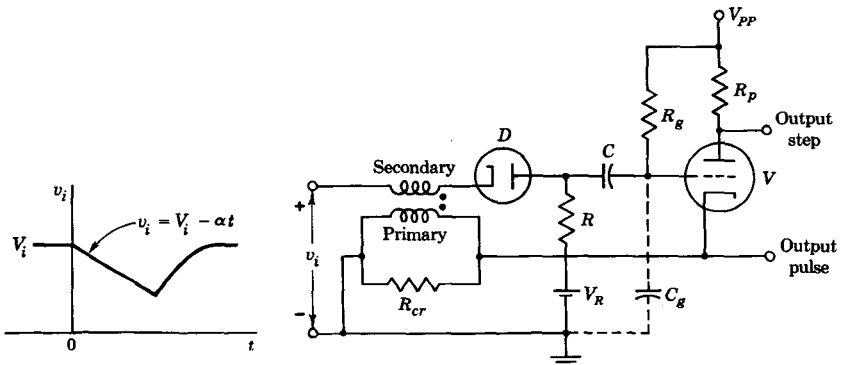 v_i
v_i = V_i − αt
V_i
0
t
+
v_i
−
Secondary
Primary
R_cr
D
C
R
V_R
R_g
C_g
V_PP
R_p
Output
step
V
Output
pulse